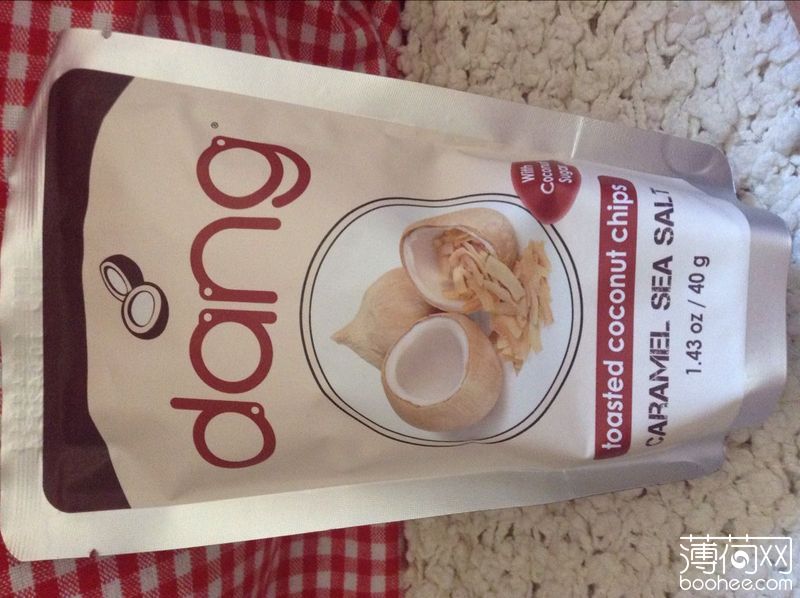 dang®
With
Coconut
Sugar
toasted coconut chips
CARAMEL SEA SALT
1.43 oz / 40 g
薄荷网
boohee.com